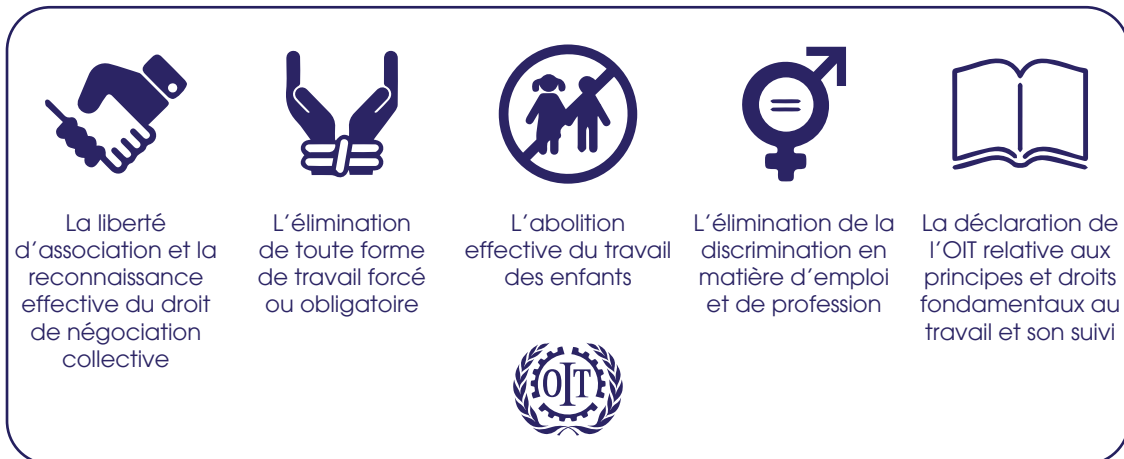 La liberté
d'association et la
reconnaissance
effective du droit
de négociation
collective
L'élimination
de toute forme
de travail forcé
ou obligatoire
L'abolition
effective du travail
des enfants
L'élimination de la
discrimination en
matière d'emploi
et de profession
La déclaration de
l'OIT relative aux
principes et droits
fondamentaux au
travail et son suivi
OIT